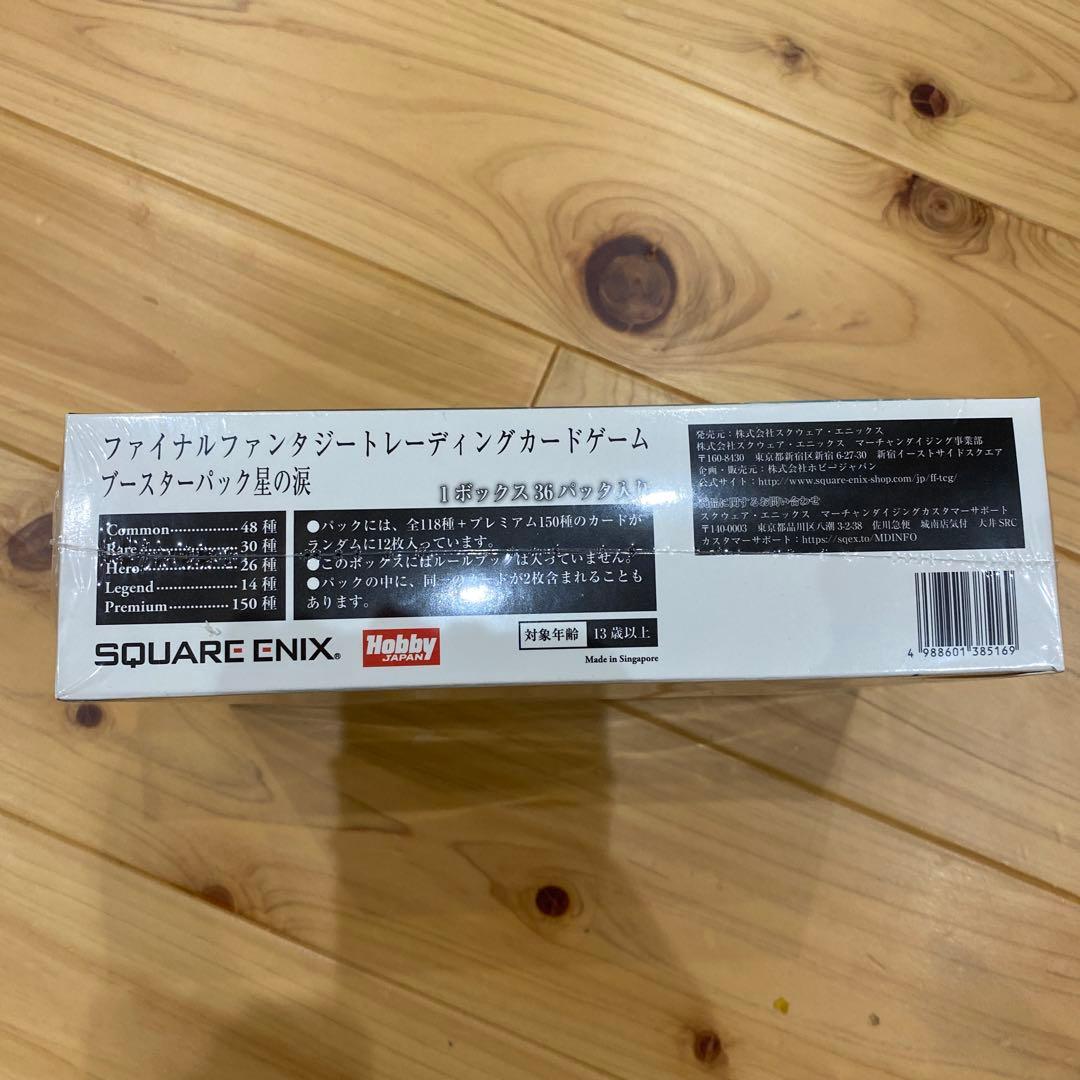 ファイナルファンタジートレーディングカードゲーム
ブースターパック星の涙
1ボックス36パック入り
Common 48種
Rare 30種
Hero 26種
Legend 14種
Premium 150種
●パックには、全118種+プレミアム150種のカードが
ランダムに12枚入っています。
●このボックスにはルールブックは入っていません。
●パックの中に、同一のカードが2枚含まれることも
あります。
SQUARE ENIX®
Hobby
JAPAN
対象年齢 13歳以上
Made in Singapore
発売元:株式会社スクウェア・エニックス
株式会社スクウェア・エニックス マーチャンダイジング事業部
〒160-8430 東京都新宿区新宿6-27-30 新宿イーストサイドスクエア
企画・販売元:株式会社ホビージャパン
公式サイト:http://www.square-enix-shop.com/jp/ff-tcg/
商品に関するお問い合わせ
スクウェア・エニックス マーチャンダイジングカスタマーサポート
〒140-0003 東京都品川区八潮3-2-38 佐川急便 城南店気付 大井SRC
カスタマーサポート:https://sqex.to/MDINFO
4 988601 385169